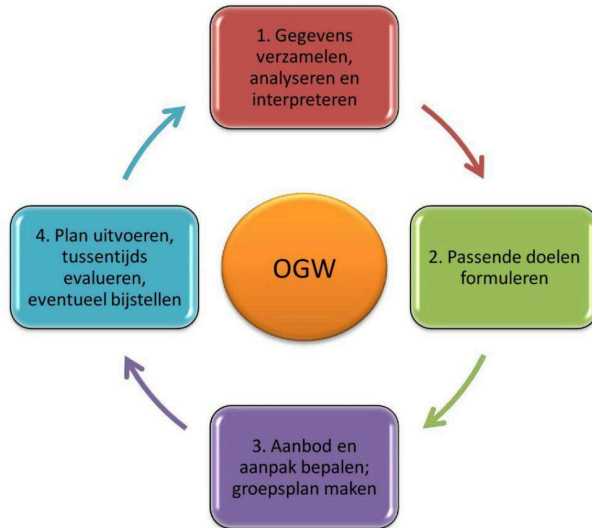 1. Gegevens
verzamelen,
analyseren en
interpreteren
2. Passende doelen
formuleren
3. Aanbod en
aanpak bepalen;
groepsplan maken
4. Plan uitvoeren,
tussentijds
evalueren,
eventueel bijstellen
OGW